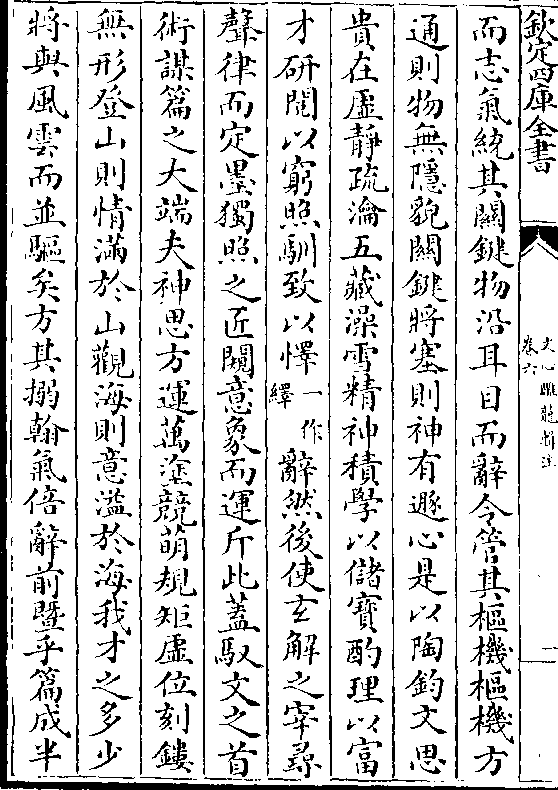 欽定四庫全書
文心雕龍輯注
卷六
一
而志氣統其關鍵物沿耳目而辭令管其樞機樞機方
通則物無隱貌關鍵將塞則神有遯心是以陶鈞文思
貴在虛靜疏瀹五藏澡雪精神積學以儲寶酌理以富
才研閱以窮照馴致以懌一作繹辭然後使玄解之宰尋
聲律而定墨獨照之匠闚意象而運斤此蓋馭文之首
術謀篇之大端夫神思方運萬塗競萌規矩虛位刻鏤
無形登山則情滿於山觀海則意溢於海我才之多少
將與風雲而並驅矣方其搦翰氣倍辭前暨乎篇成半